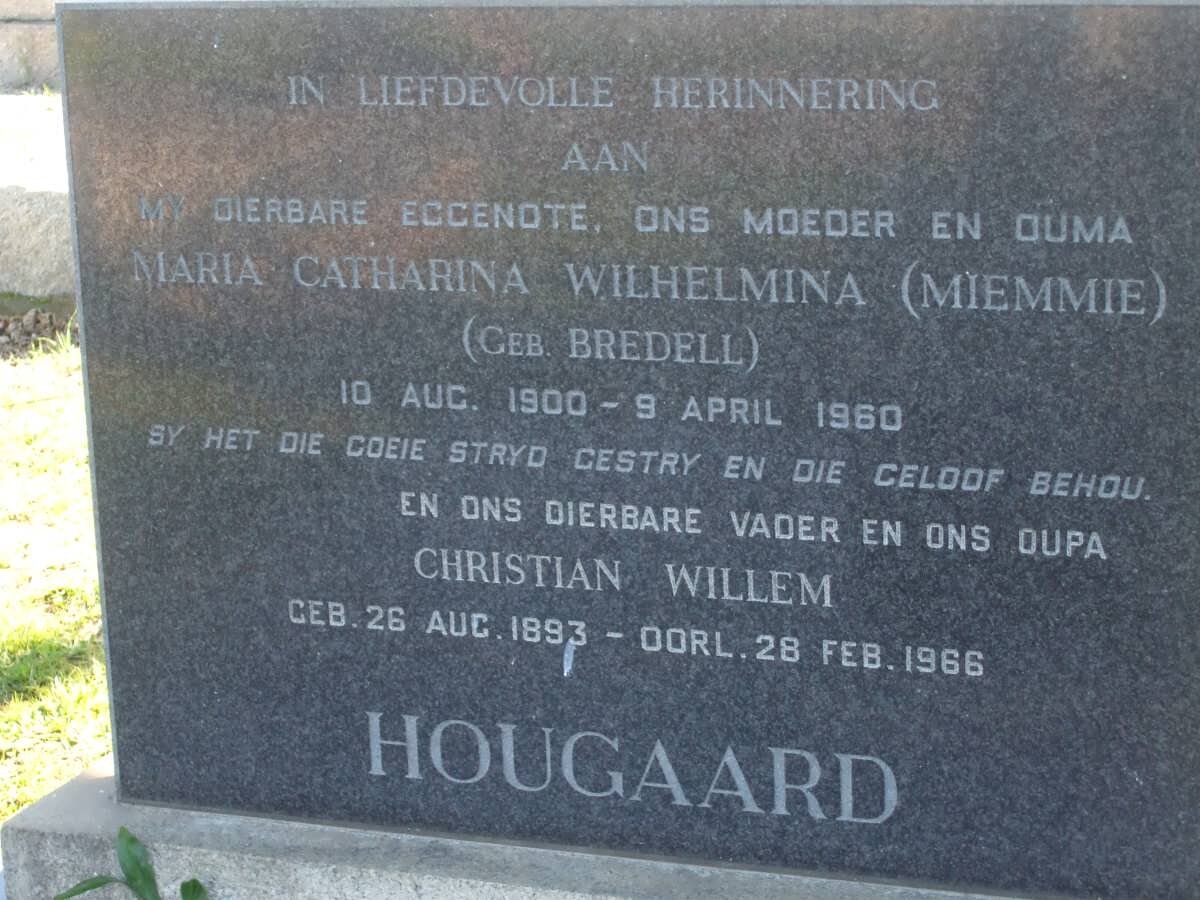 IN LIEFDEVOLLE HERINNERING
AAN
MY DIERBARE EGGENOTE, ONS MOEDER EN OUMA
MARIA CATHARINA WILHELMINA (MIEMMIE)
(GEB. BREDELL)
10 AUG. 1900 – 9 APRIL 1960
SY HET DIE GOEIE STRYD GESTRY EN DIE GELOOF BEHOU.
EN ONS DIERBARE VADER EN ONS OUPA
CHRISTIAN WILLEM
GEB. 26 AUG. 1893 – OORL. 28 FEB. 1966
HOUGAARD